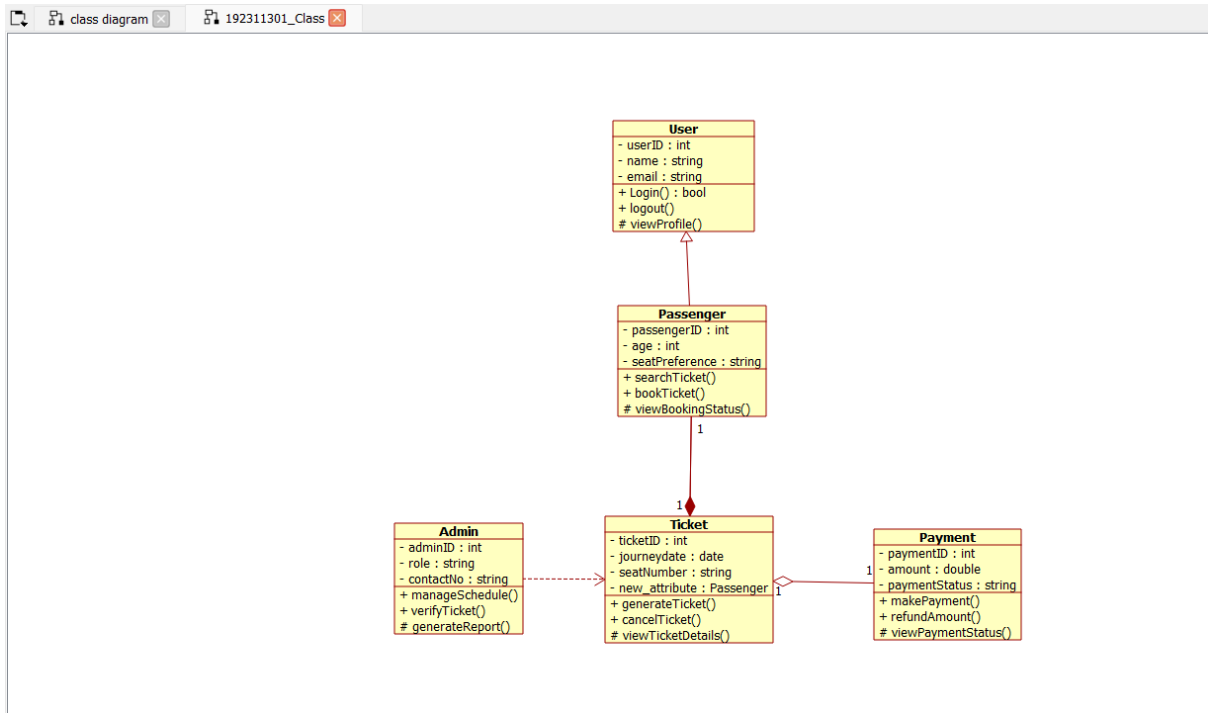 class diagram
192311301_Class
User
- userID : int
- name : string
- email : string
+ Login() : bool
+ logout()
# viewProfile()
Passenger
- passengerID : int
- age : int
- seatPreference : string
+ searchTicket()
+ bookTicket()
# viewBookingStatus()
1
1
Admin
- adminID : int
- role : string
- contactNo : string
+ manageSchedule()
+ verifyTicket()
# generateReport()
Ticket
- ticketID : int
- journeydate : date
- seatNumber : string
- new_attribute : Passenger
+ generateTicket()
+ cancelTicket()
# viewTicketDetails()
1
1
Payment
- paymentID : int
- amount : double
- paymentStatus : string
+ makePayment()
+ refundAmount()
# viewPaymentStatus()